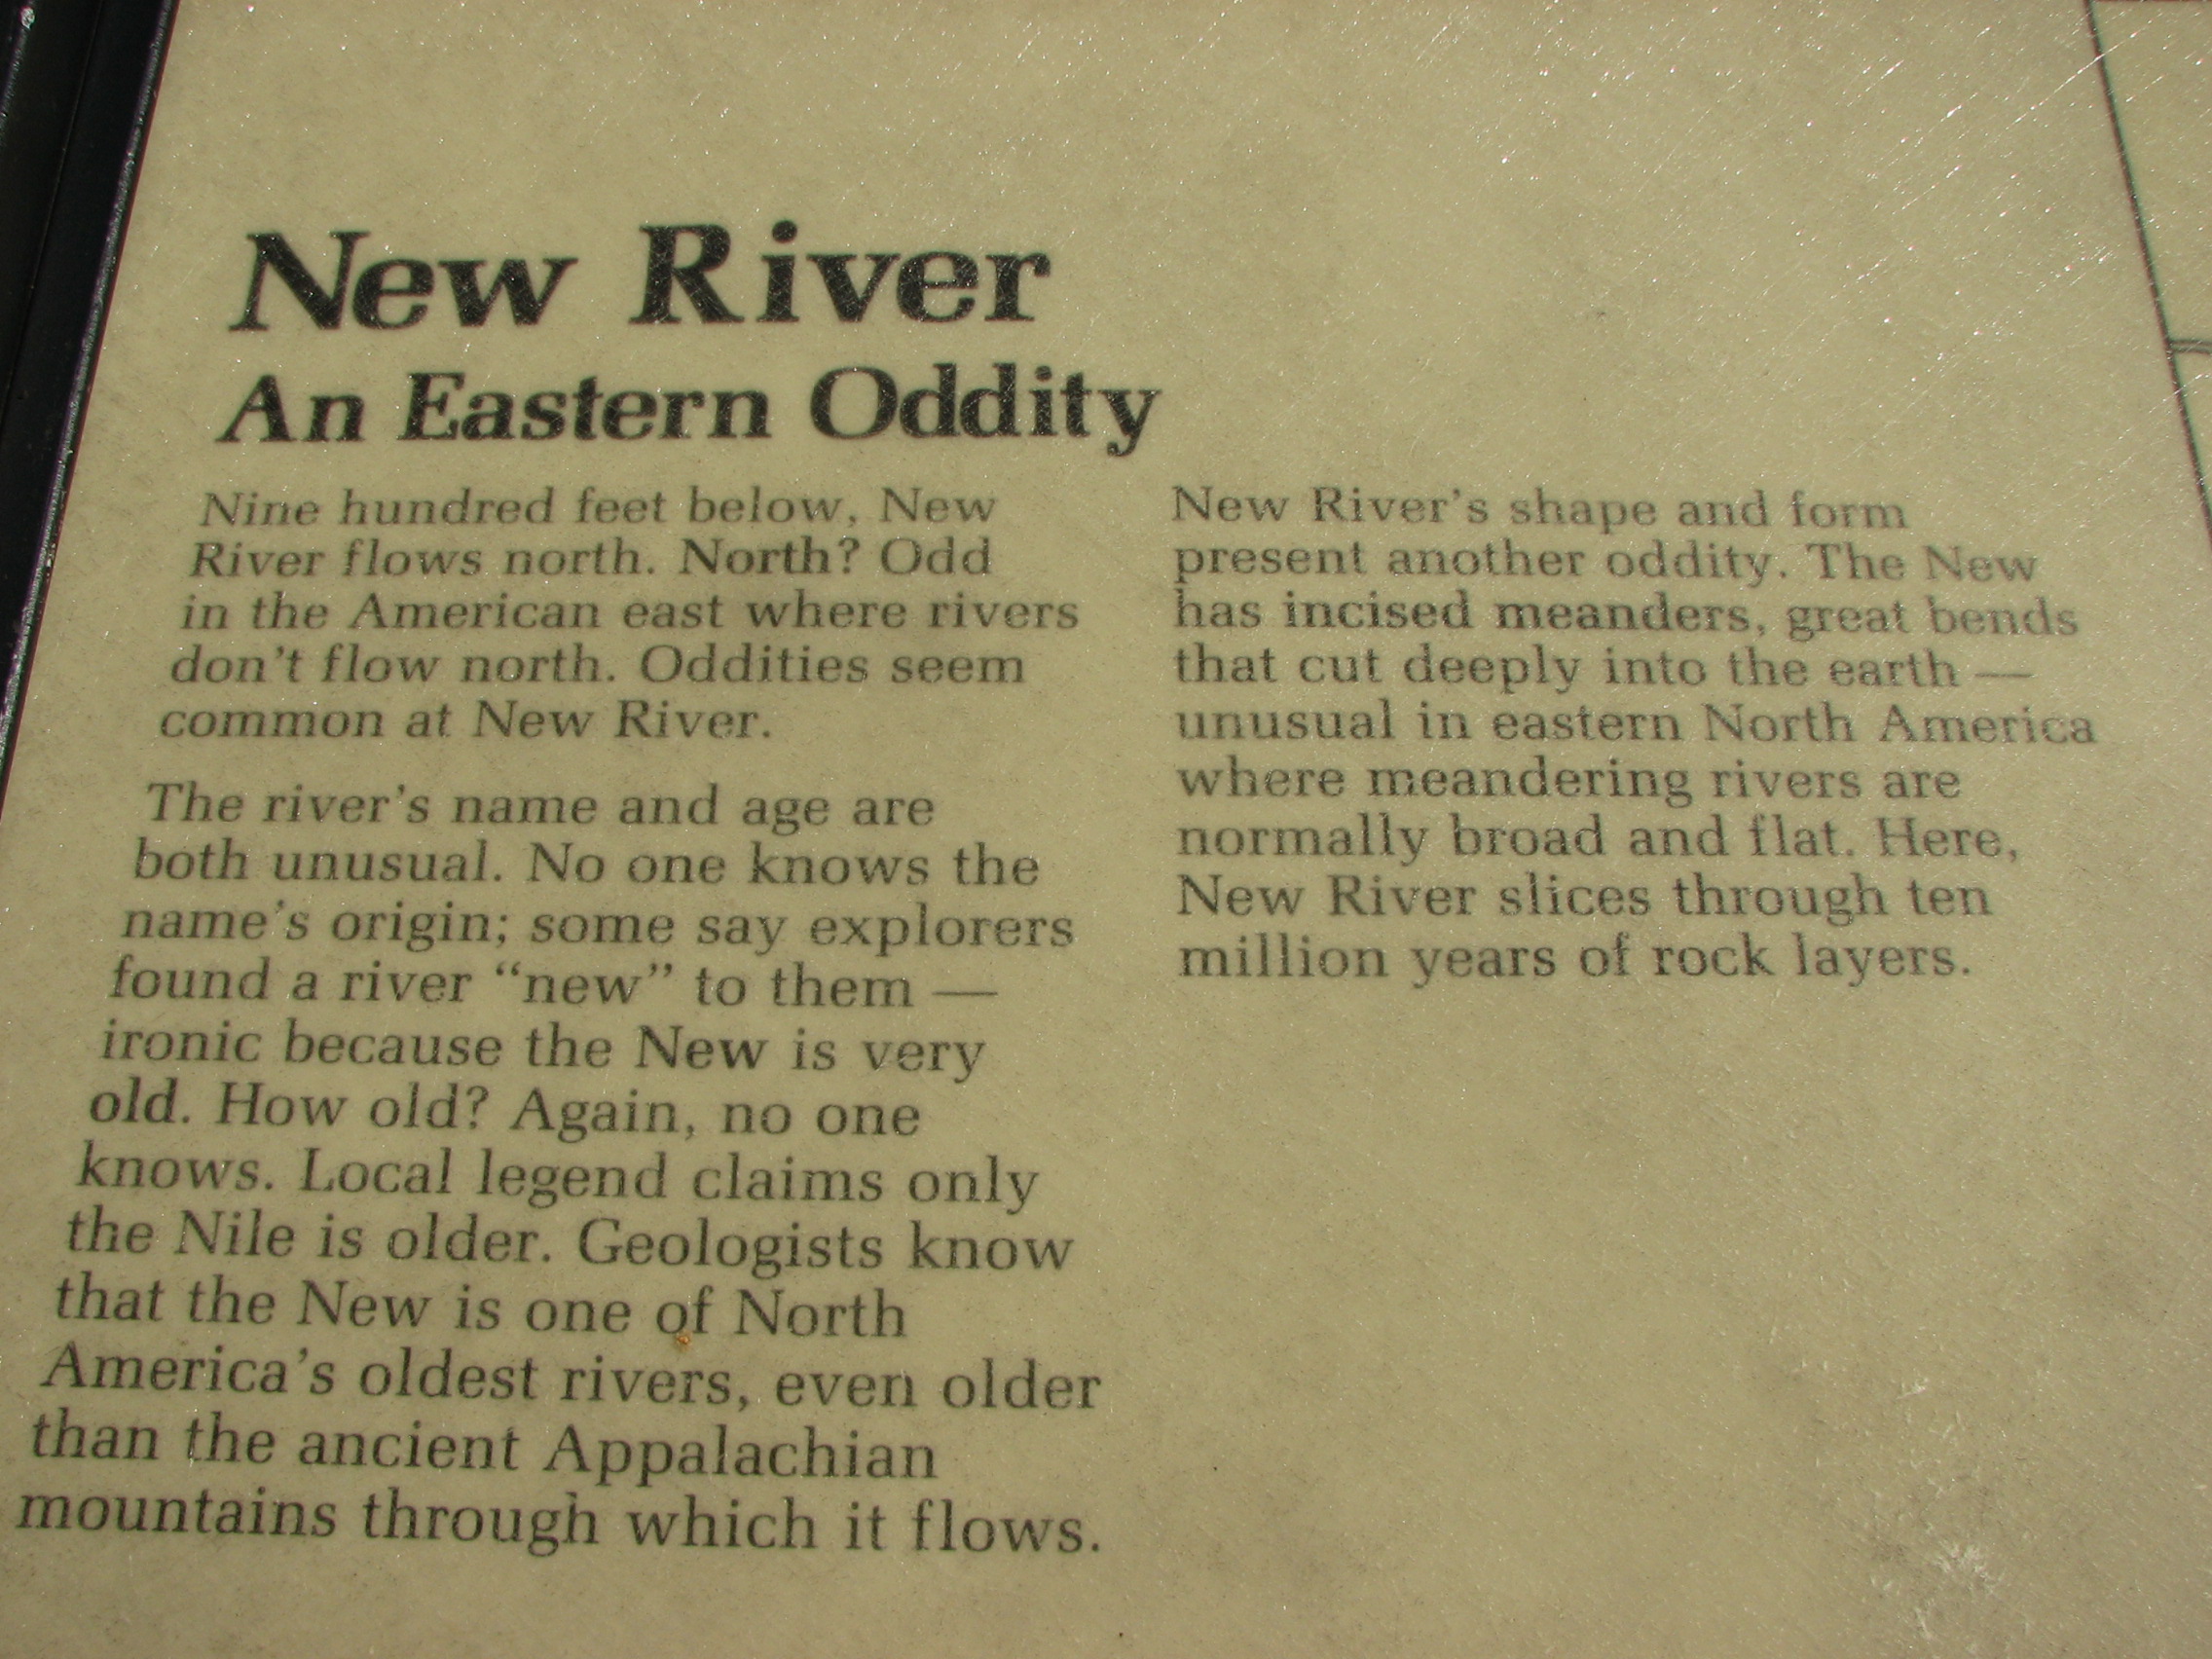 New River
An Eastern Oddity
Nine hundred feet below, New
River flows north. North? Odd
in the American east where rivers
don't flow north. Oddities seem
common at New River.
The river's name and age are
both unusual. No one knows the
name's origin; some say explorers
found a river “new” to them —
ironic because the New is very
old. How old? Again, no one
knows. Local legend claims only
the Nile is older. Geologists know
that the New is one of North
America's oldest rivers, even older
than the ancient Appalachian
mountains through which it flows.
New River's shape and form
present another oddity. The New
has incised meanders, great bends
that cut deeply into the earth —
unusual in eastern North America
where meandering rivers are
normally broad and flat. Here,
New River slices through ten
million years of rock layers.